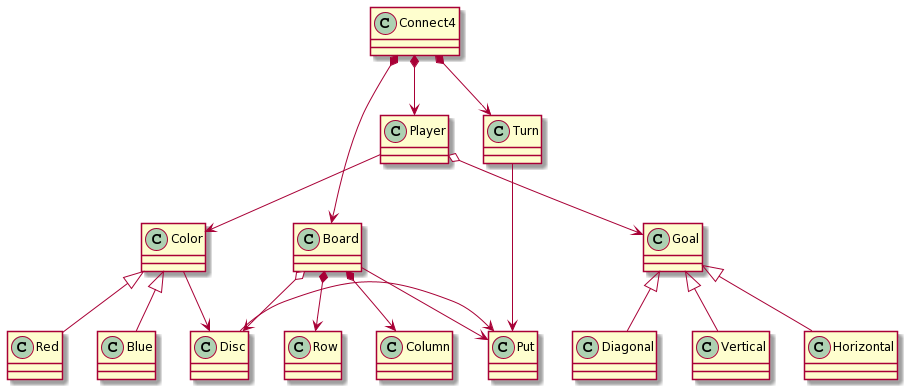 C Connect4
C Player
C Turn
C Color
C Board
C Goal
C Red
C Blue
C Disc
C Row
C Column
C Put
C Diagonal
C Vertical
C Horizontal